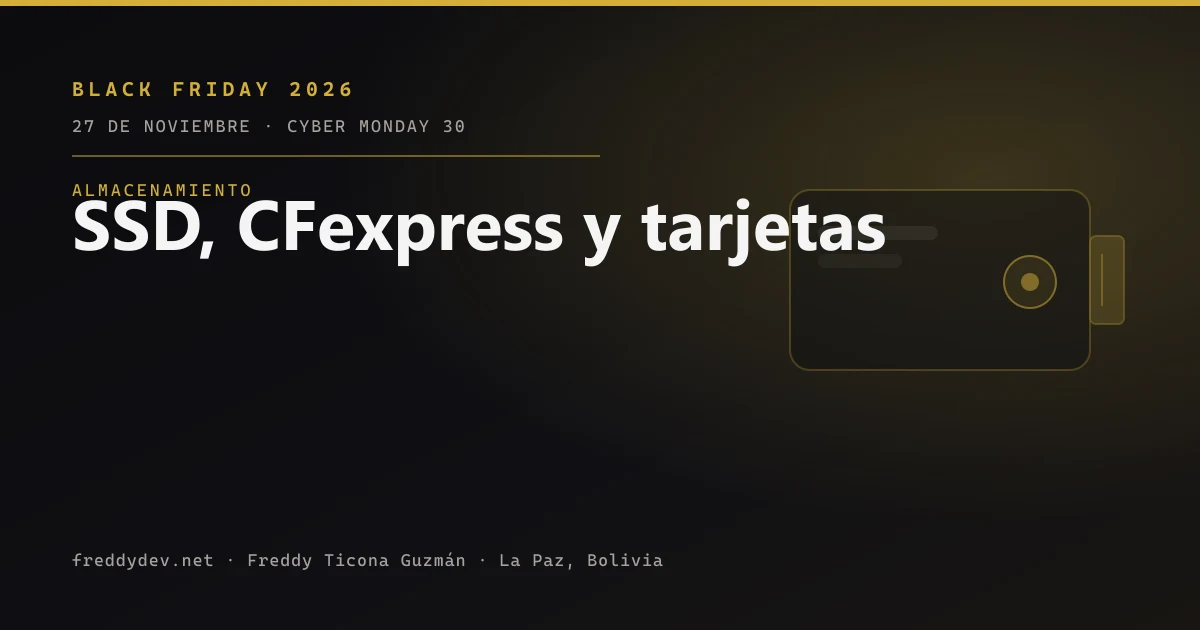 BLACK FRIDAY 2026
27 DE NOVIEMBRE · CYBER MONDAY 30
ALMACENAMIENTO
SSD, CFexpress y tarjetas
freddydev.net · Freddy Ticona Guzmán · La Paz, Bolivia